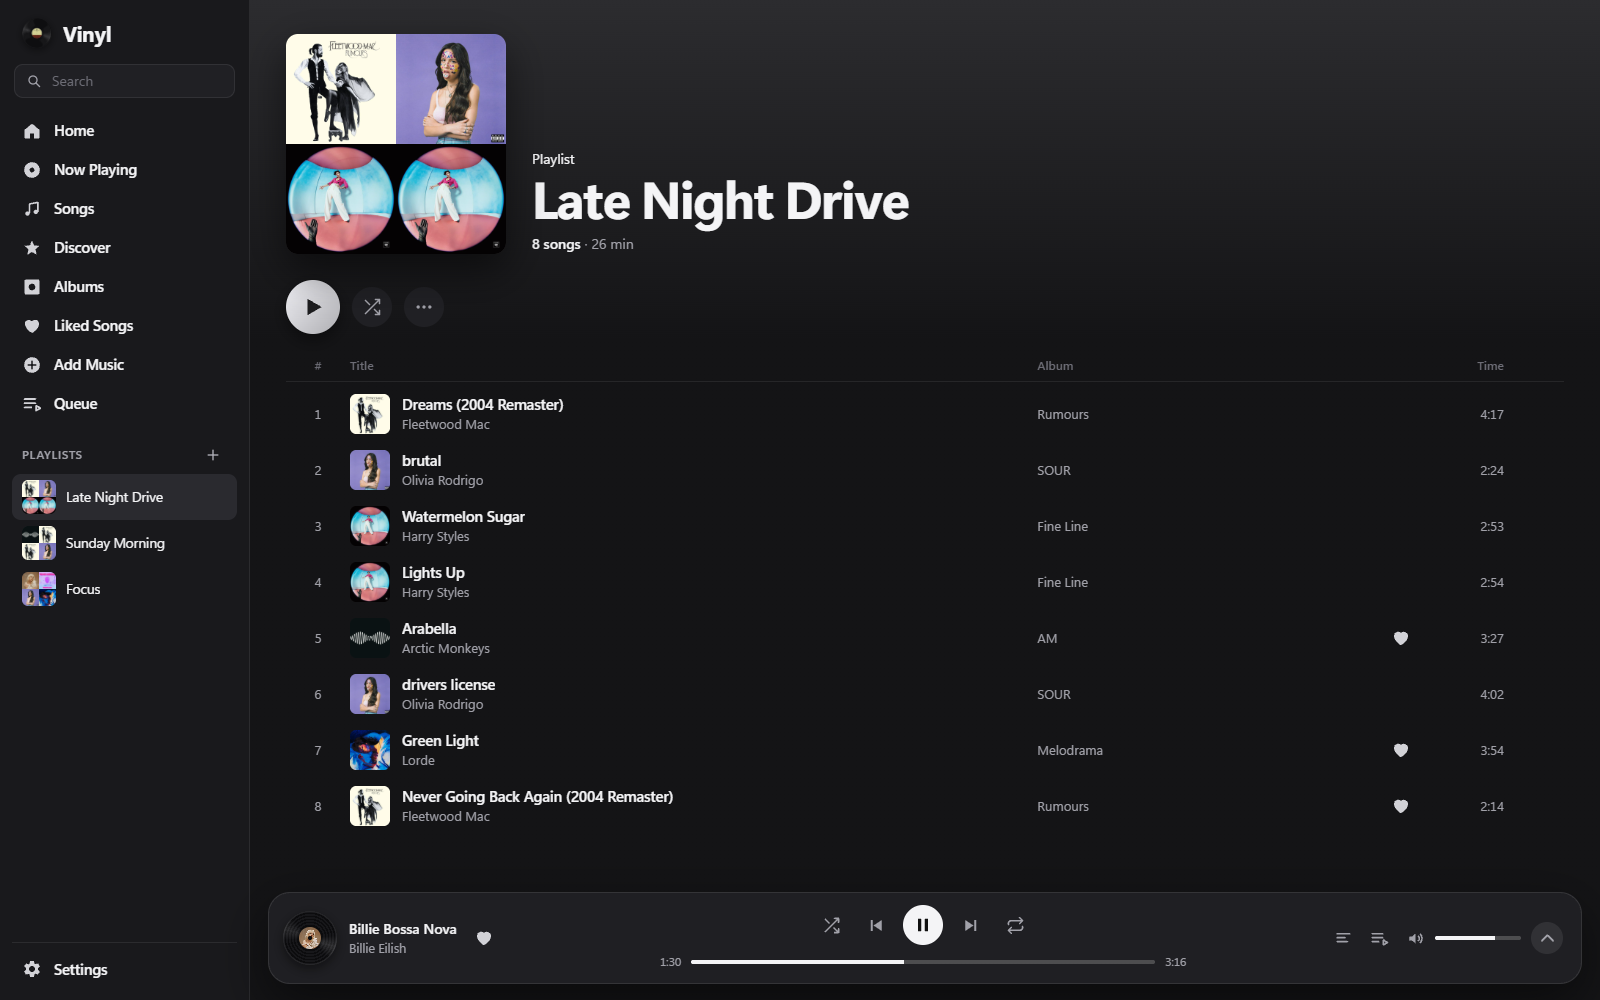 Vinyl
Search
Home
Now Playing
Songs
Discover
Albums
Liked Songs
Add Music
Queue
PLAYLISTS
Late Night Drive
Sunday Morning
Focus
Settings
FLEETWOOD MAC
RUMOURS
Playlist
Late Night Drive
8 songs · 26 min
# Title Album Time
1 Dreams (2004 Remaster) Rumours 4:17
Fleetwood Mac
2 brutal SOUR 2:24
Olivia Rodrigo
3 Watermelon Sugar Fine Line 2:53
Harry Styles
4 Lights Up Fine Line 2:54
Harry Styles
5 Arabella AM 3:27
Arctic Monkeys
6 drivers license SOUR 4:02
Olivia Rodrigo
7 Green Light Melodrama 3:54
Lorde
8 Never Going Back Again (2004 Remaster) Rumours 2:14
Fleetwood Mac
Billie Bossa Nova
Billie Eilish
1:30 3:16